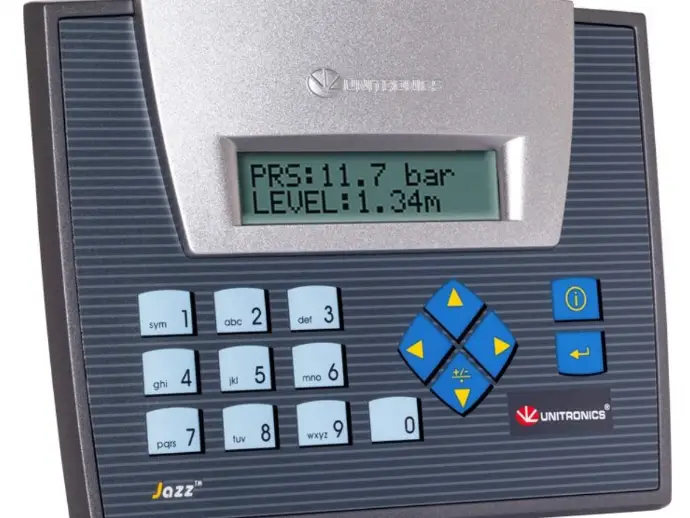 UNITRONICS
PRS:11.7 bar
LEVEL:1.34m
sym 1 abc 2 def 3
ghi 4 jkl 5 mno 6
pqrs 7 tuv 8 wxyz 9 0
+/-
UNITRONICS®
Jazz™